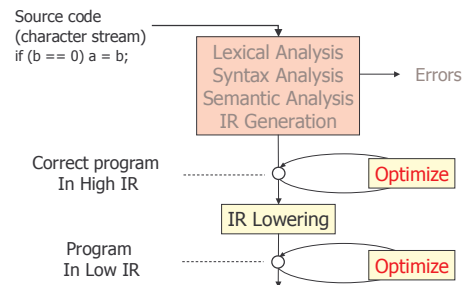 Source code
(character stream)
if (b == 0) a = b;
Lexical Analysis
Syntax Analysis
Semantic Analysis
IR Generation
Errors
Correct program
In High IR
Optimize
IR Lowering
Program
In Low IR
Optimize